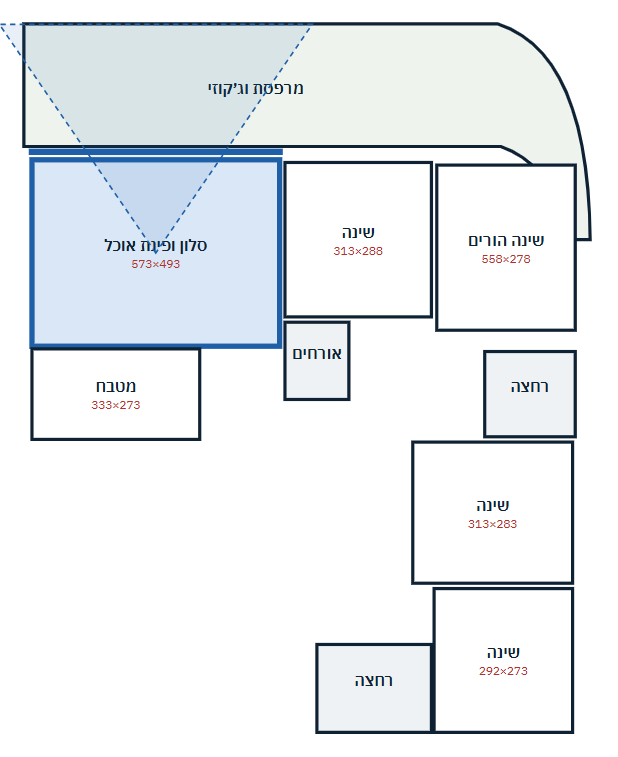 מרפסת וג'קוזי
סלון ופינת אוכל
573×493
שינה
313×288
שינה הורים
558×278
אורחים
מטבח
333×273
רחצה
שינה
313×283
שינה
292×273
רחצה